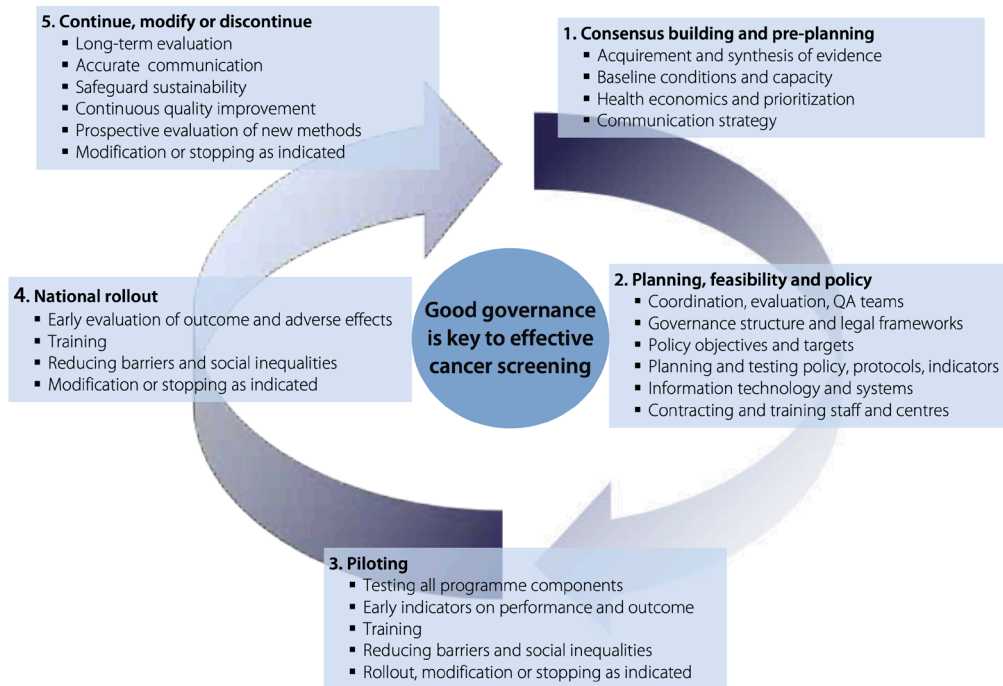 1. Consensus building and pre-planning
▪ Acquirement and synthesis of evidence
▪ Baseline conditions and capacity
▪ Health economics and prioritization
▪ Communication strategy
2. Planning, feasibility and policy
▪ Coordination, evaluation, QA teams
▪ Governance structure and legal frameworks
▪ Policy objectives and targets
▪ Planning and testing policy, protocols, indicators
▪ Information technology and systems
▪ Contracting and training staff and centres
3. Piloting
▪ Testing all programme components
▪ Early indicators on performance and outcome
▪ Training
▪ Reducing barriers and social inequalities
▪ Rollout, modification or stopping as indicated
4. National rollout
▪ Early evaluation of outcome and adverse effects
▪ Training
▪ Reducing barriers and social inequalities
▪ Modification or stopping as indicated
5. Continue, modify or discontinue
▪ Long-term evaluation
▪ Accurate communication
▪ Safeguard sustainability
▪ Continuous quality improvement
▪ Prospective evaluation of new methods
▪ Modification or stopping as indicated
Good governance
is key to effective
cancer screening